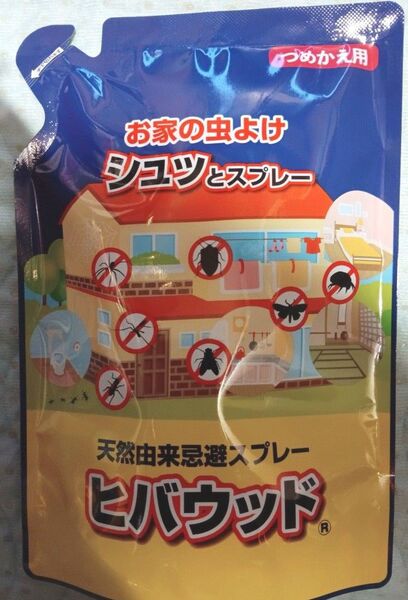 つめかえ用
お家の虫よけ
シュッとスプレー
天然由来忌避スプレー
ヒバウッド®